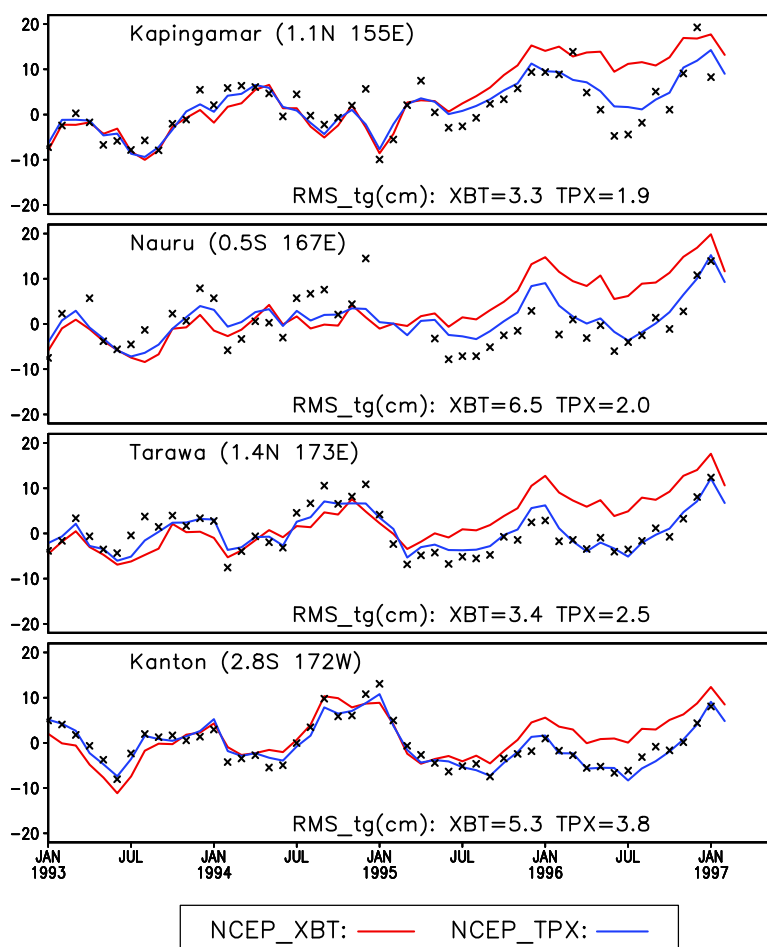 20
10
0
-10
-20
Kapingamar (1.1N 155E)
RMS_tg(cm): XBT=3.3 TPX=1.9
20
10
0
-10
-20
Nauru (0.5S 167E)
RMS_tg(cm): XBT=6.5 TPX=2.0
20
10
0
-10
-20
Tarawa (1.4N 173E)
RMS_tg(cm): XBT=3.4 TPX=2.5
20
10
0
-10
-20
Kanton (2.8S 172W)
RMS_tg(cm): XBT=5.3 TPX=3.8
JAN JUL JAN JUL JAN JUL JAN JUL JAN
1993 1994 1995 1996 1997
NCEP_XBT: NCEP_TPX: